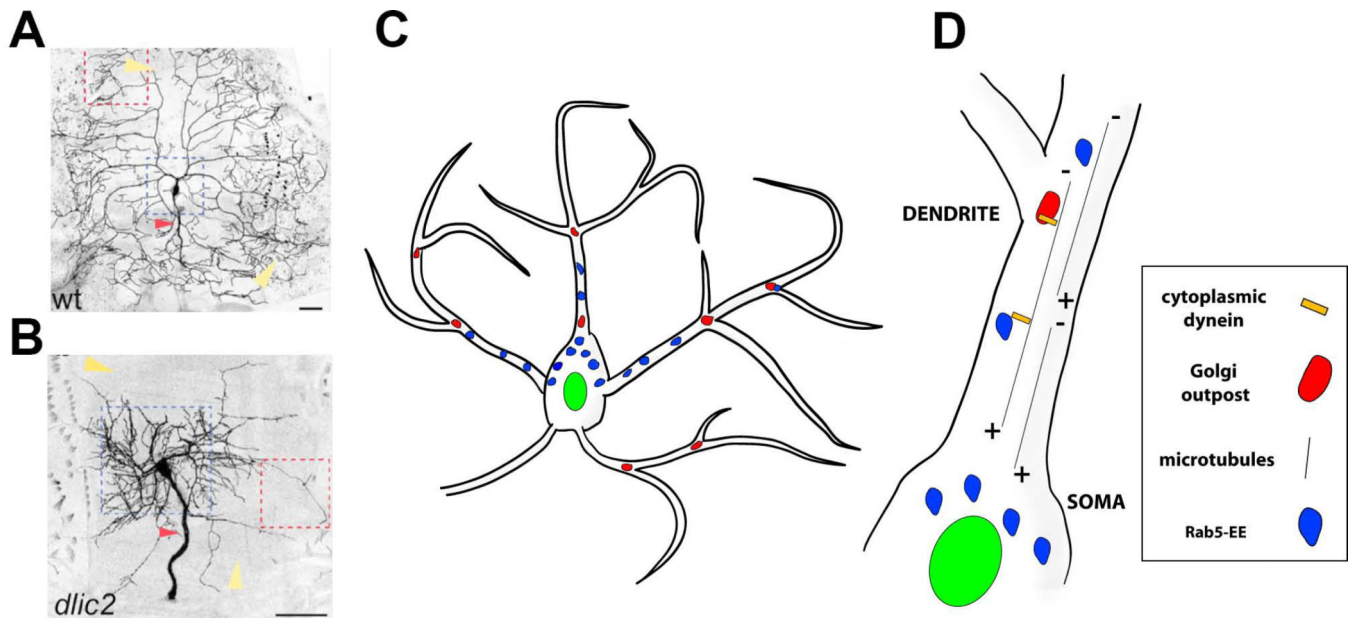 A
wt
B
dlic2
C
D
-
-
DENDRITE
+
-
+
+
SOMA
cytoplasmic
dynein
Golgi
outpost
microtubules
Rab5-EE